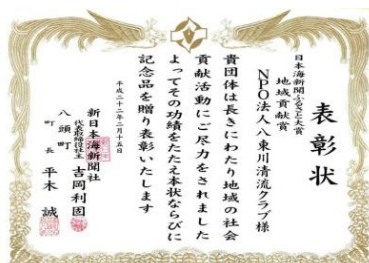 表彰状
日本海新聞ふるさと大賞
地域貢献賞
NPO法人八東川清流クラブ様
貴団体は長きにわたり地域の社会
貢献活動にご尽力をされました
よってその功績をたたえ本状ならびに
記念品を贈り表彰いたします
平成二十二年二月十五日
新日本海新聞社
代表取締役社主 吉岡利固
八頭町
町長 平木 誠